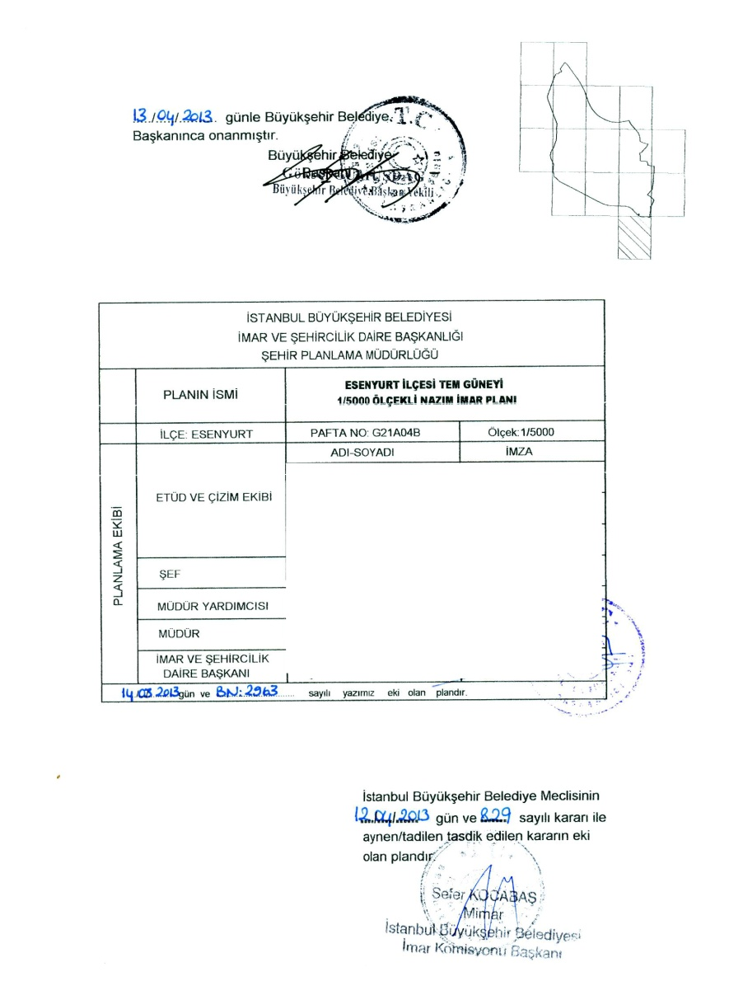 13/04/2013. günle Büyükşehir Belediye
Başkanınca onanmıştır.
T.C.
Büyükşehir Belediye
Başkanı
Büyükşehir Belediye Başkan Vekili
İSTANBUL BÜYÜKŞEHİR BELEDİYESİ
İMAR VE ŞEHİRCİLİK DAİRE BAŞKANLIĞI
ŞEHİR PLANLAMA MÜDÜRLÜĞÜ
PLANIN İSMİ
ESENYURT İLÇESİ TEM GÜNEYİ
1/5000 ÖLÇEKLİ NAZIM İMAR PLANI
İLÇE: ESENYURT PAFTA NO: G21A04B Ölçek:1/5000
ADI-SOYADI İMZA
PLANLAMA EKİBİ
ETÜD VE ÇİZİM EKİBİ
ŞEF
MÜDÜR YARDIMCISI
MÜDÜR
İMAR VE ŞEHİRCİLİK
DAİRE BAŞKANI
14/03.2013gün ve BN:2963........ sayılı yazımız eki olan plandır.
İstanbul Büyükşehir Belediye Meclisinin
12.04/.2013 gün ve 829 sayılı kararı ile
aynen/tadilen tasdik edilen kararın eki
olan plandır.
Sefer KOCABAŞ
Mimar
İstanbul Büyükşehir Belediyesi
İmar Komisyonu Başkanı